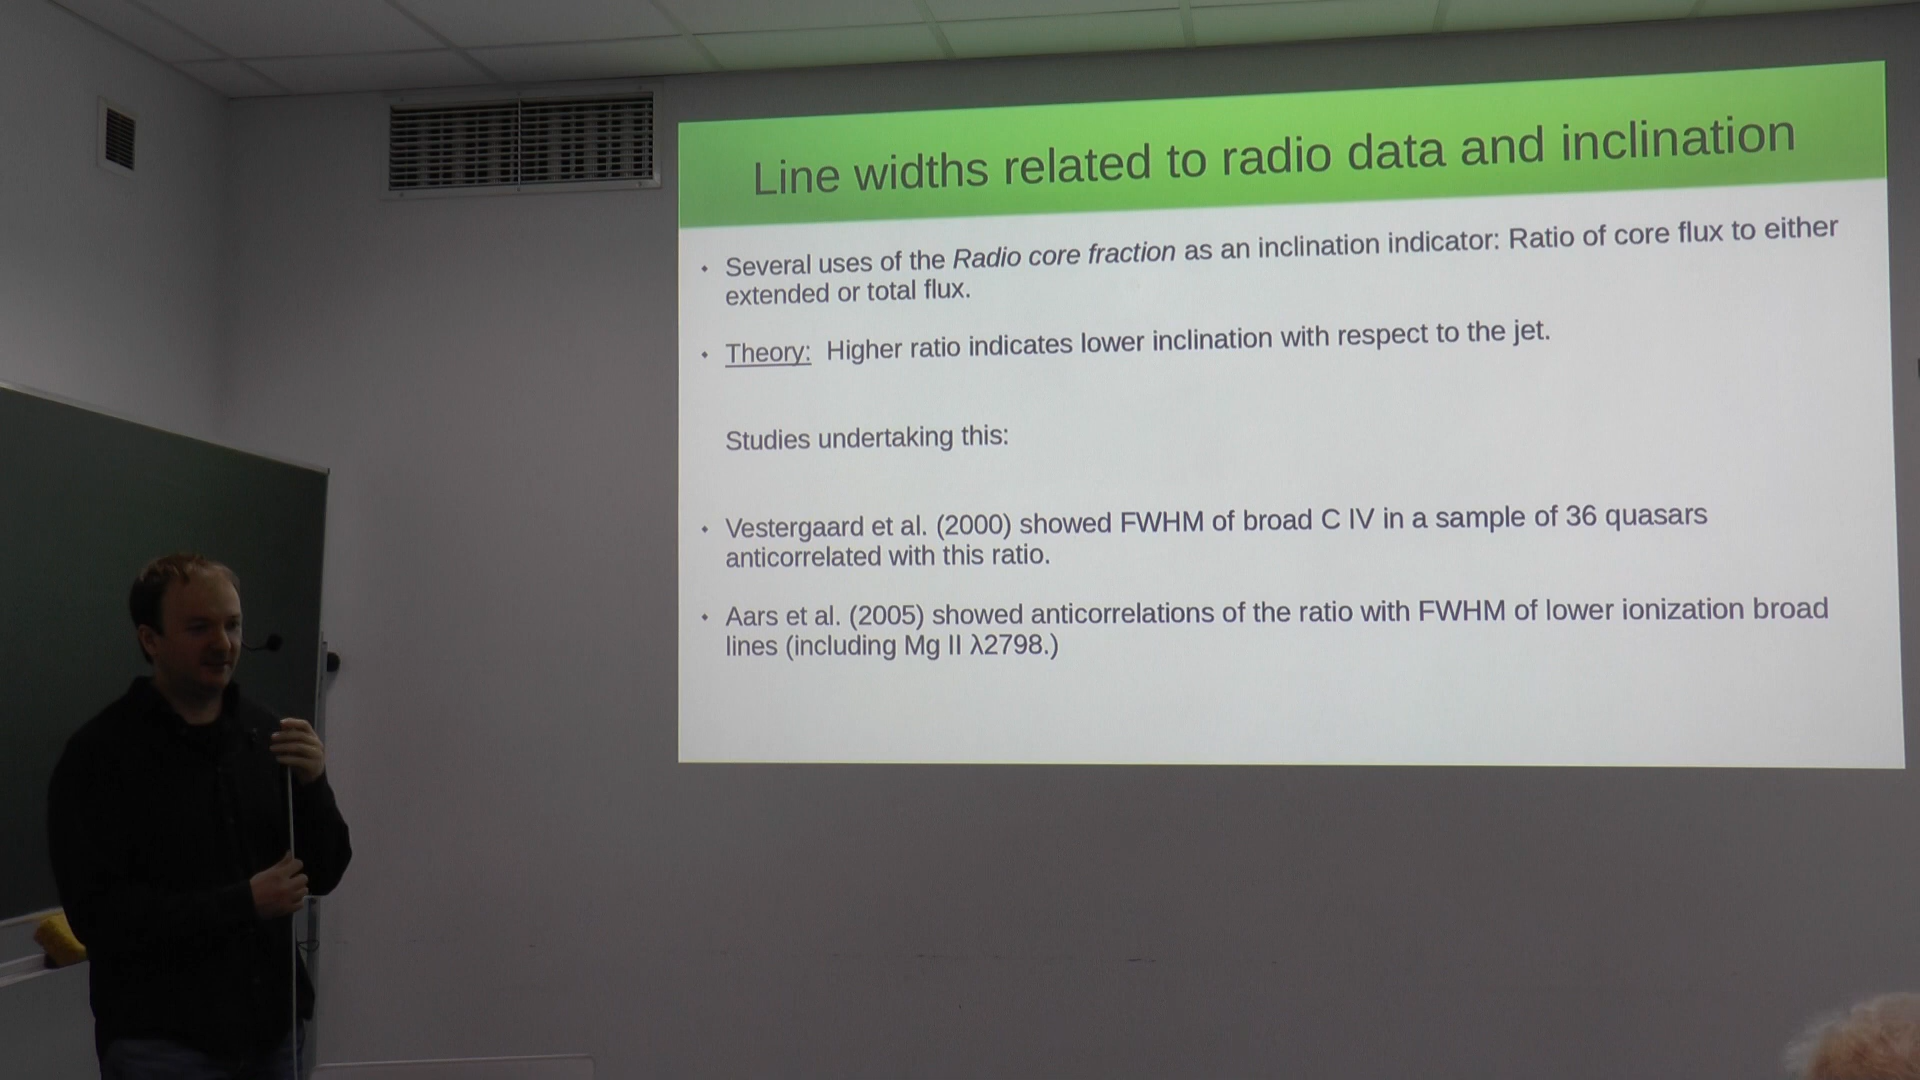 Line widths related to radio data and inclination
• Several uses of the Radio core fraction as an inclination indicator: Ratio of core flux to either
extended or total flux.
• Theory: Higher ratio indicates lower inclination with respect to the jet.
Studies undertaking this:
• Vestergaard et al. (2000) showed FWHM of broad C IV in a sample of 36 quasars
anticorrelated with this ratio.
• Aars et al. (2005) showed anticorrelations of the ratio with FWHM of lower ionization broad
lines (including Mg II λ2798.)